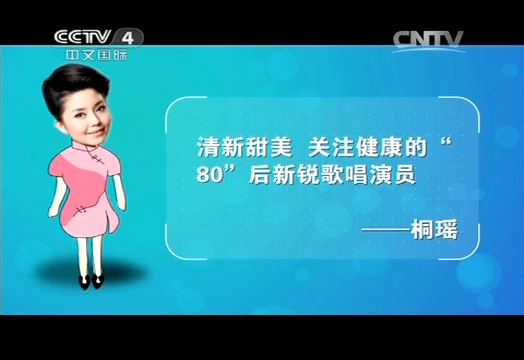 CCTV 4
中文国际
CNTV
清新甜美 关注健康的“
80”后新锐歌唱演员
——桐瑶